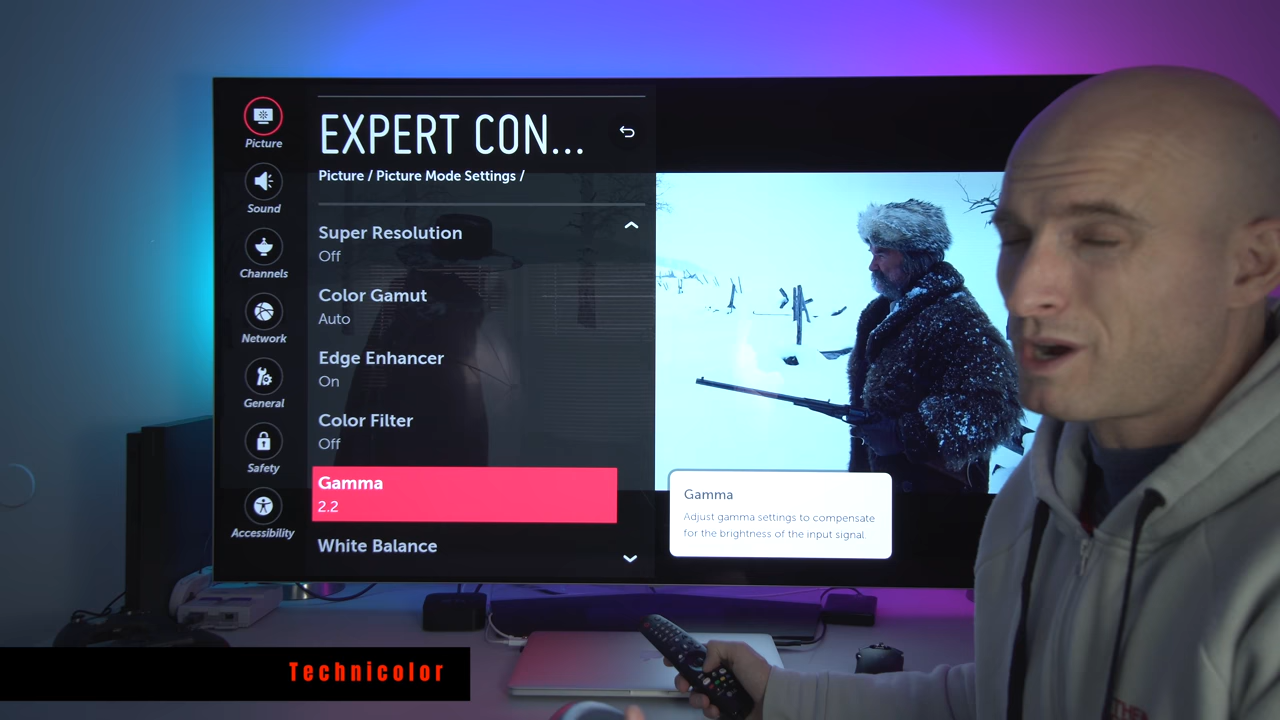 Picture
Sound
Channels
Network
General
Safety
Accessibility
EXPERT CON...
Picture / Picture Mode Settings /
Super Resolution
Off
Color Gamut
Auto
Edge Enhancer
On
Color Filter
Off
Gamma
2.2
White Balance
Gamma
Adjust gamma settings to compensate
for the brightness of the input signal.
Technicolor